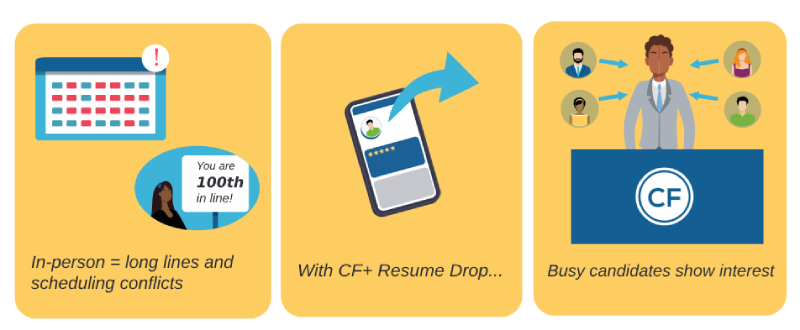 !
You are
100th
in line!
In-person = long lines and
scheduling conflicts
With CF+ Resume Drop...
CF
Busy candidates show interest